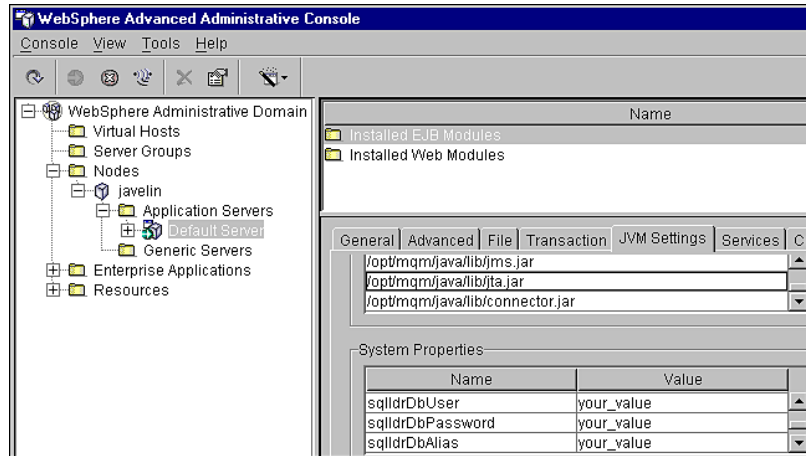 WebSphere Advanced Administrative Console
Console View Tools Help
WebSphere Administrative Domain
Virtual Hosts
Server Groups
Nodes
javelin
Application Servers
Default Server
Generic Servers
Enterprise Applications
Resources
Name
Installed EJB Modules
Installed Web Modules
General Advanced File Transaction JVM Settings Services C
/opt/mqm/java/lib/jms.jar
/opt/mqm/java/lib/jta.jar
/opt/mqm/java/lib/connector.jar
System Properties
Name Value
sqlldrDbUser your_value
sqlldrDbPassword your_value
sqlldrDbAlias your_value